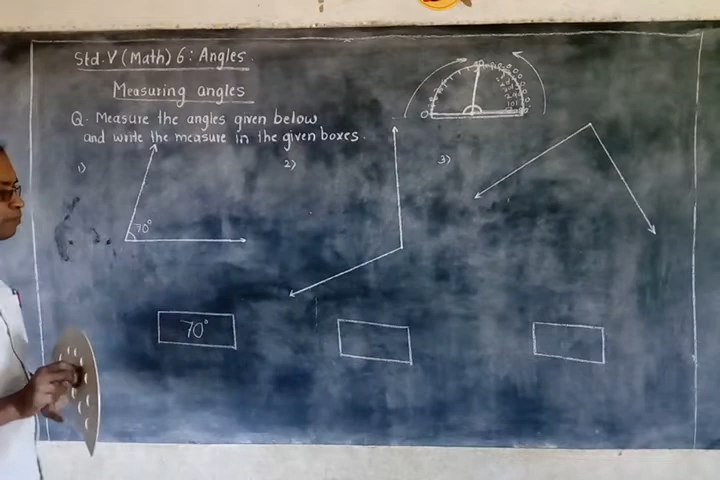 Std. V (Math) 6: Angles.
Measuring angles
Q. Measure the angles given below
and write the measure in the given boxes.
1)
2)
3)
70°
70°